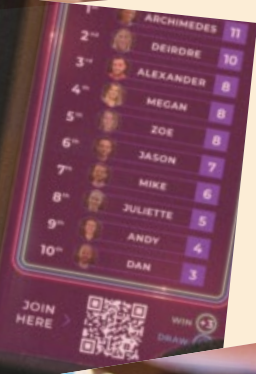 1ST ARCHIMEDES 11
2ND DEIRDRE 10
3RD ALEXANDER 8
4TH MEGAN 8
5TH ZOE 8
6TH JASON 7
7TH MIKE 6
8TH JULIETTE 5
9TH ANDY 4
10TH DAN 3
JOIN
HERE
WIN +3
DRAW